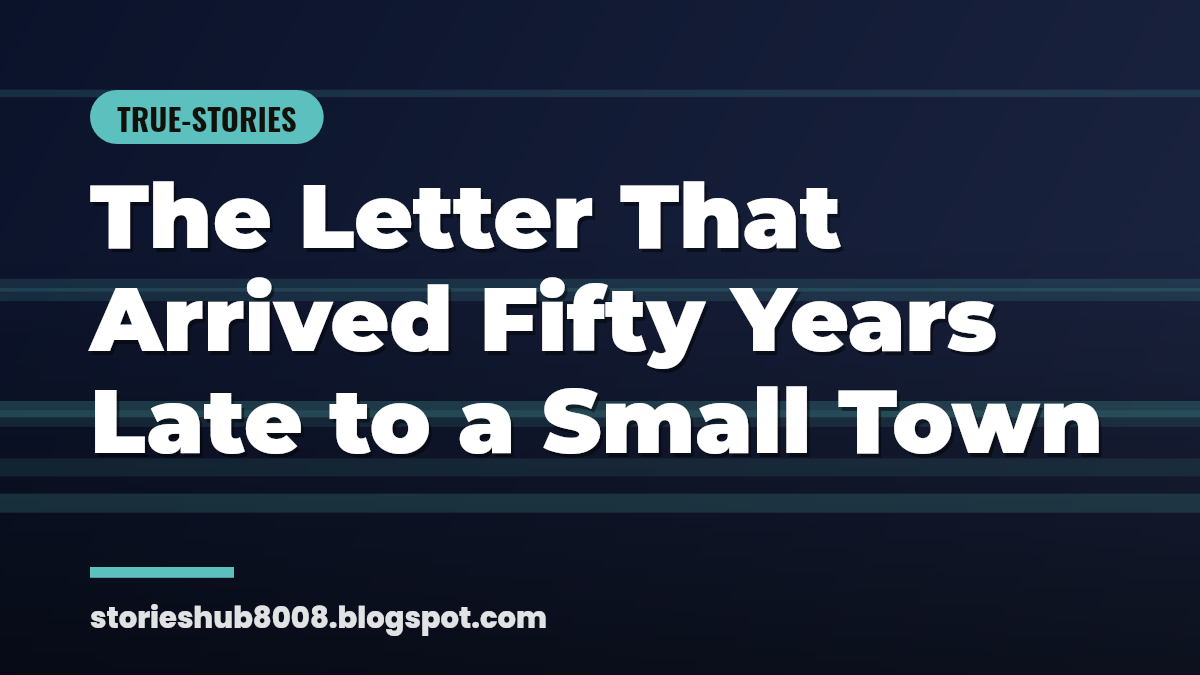 TRUE-STORIES
The Letter That
Arrived Fifty Years
Late to a Small Town
storieshub8008.blogspot.com